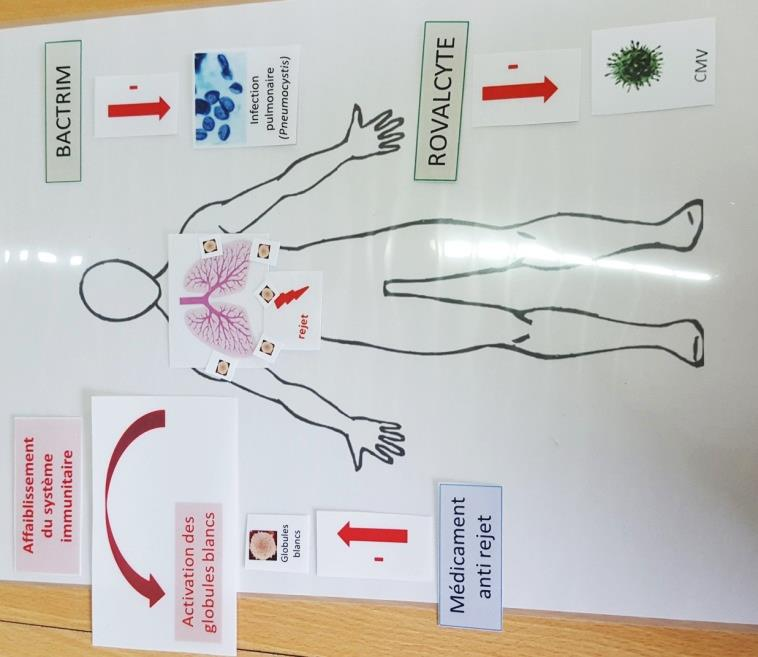 Affaiblissement
du système
immunitaire
Activation des
globules blancs
Globules
blancs
Médicament
anti rejet
rejet
BACTRIM
Infection
pulmonaire
(Pneumocystis)
ROVALCYTE
CMV